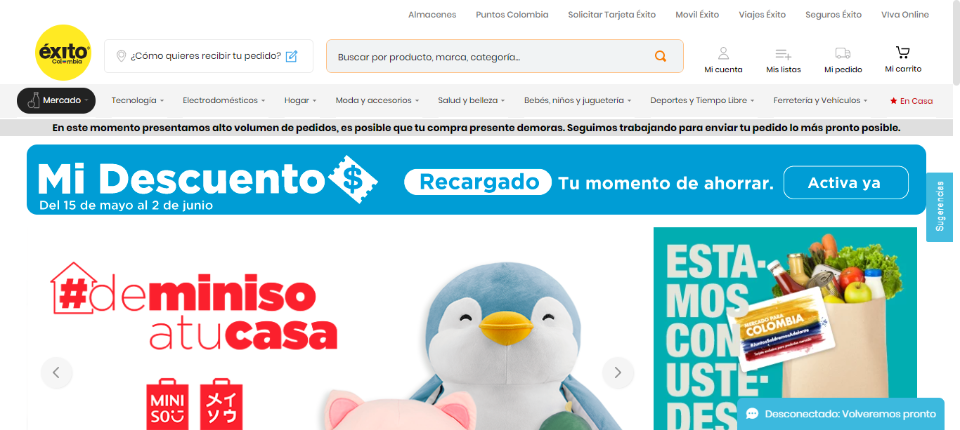 Almacenes Puntos Colombia Solicitar Tarjeta Éxito Movil Éxito Viajes Éxito Seguros Éxito VIva Online
éxito
Colombia
¿Cómo quieres recibir tu pedido?
Buscar por producto, marca, categoría...
Mi cuenta Mis listas Mi pedido Mi carrito
Mercado Tecnología Electrodomésticos Hogar Moda y accesorios Salud y belleza Bebés, niños y juguetería Deportes y Tiempo Libre Ferretería y Vehículos En Casa
En este momento presentamos alto volumen de pedidos, es posible que tu compra presente demoras. Seguimos trabajando para enviar tu pedido lo más pronto posible.
Mi Descuento $ Recargado Tu momento de ahorrar. Activa ya
Del 15 de mayo al 2 de junio
Sugerencias
#deminiso
atucasa
MINI
SO
メイ
ソウ
ESTA-
MOS
CON
USTE-
DES
MERCADO PARA
COLOMBIA
Desconectado: Volveremos pronto